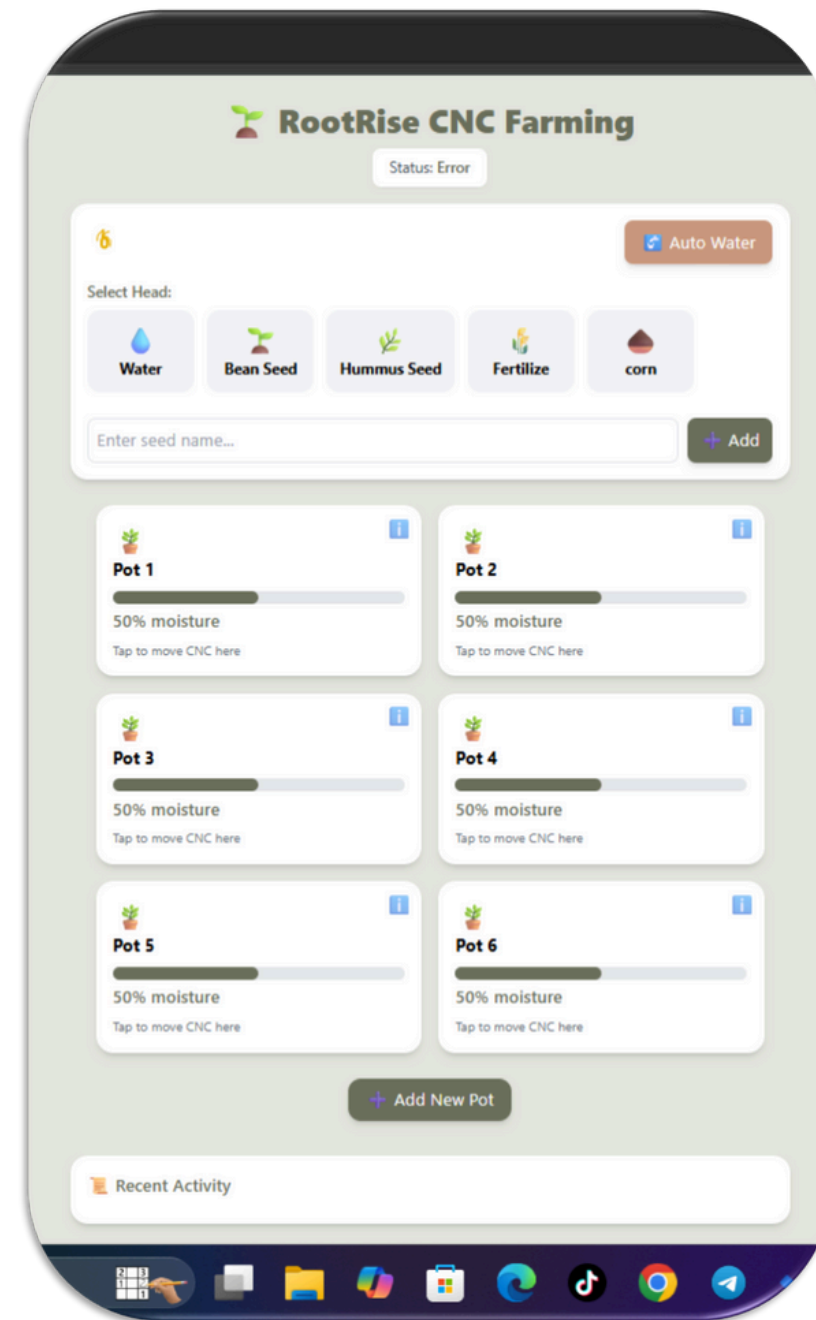 RootRise CNC Farming
Status: Error
Auto Water
Select Head:
Water
Bean Seed
Hummus Seed
Fertilize
corn
Enter seed name...
Add
Pot 1
50% moisture
Tap to move CNC here
Pot 2
50% moisture
Tap to move CNC here
Pot 3
50% moisture
Tap to move CNC here
Pot 4
50% moisture
Tap to move CNC here
Pot 5
50% moisture
Tap to move CNC here
Pot 6
50% moisture
Tap to move CNC here
Add New Pot
Recent Activity